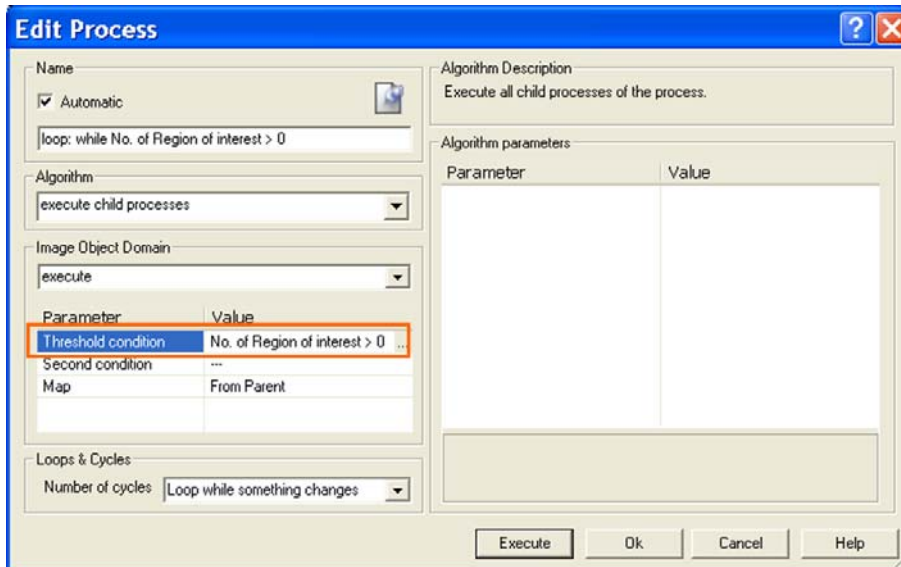 Edit Process
Name
Automatic
loop: while No. of Region of interest > 0
Algorithm
execute child processes
Image Object Domain
execute
Parameter Value
Threshold condition No. of Region of interest > 0 ...
Second condition ---
Map From Parent
Loops & Cycles
Number of cycles Loop while something changes
Algorithm Description
Execute all child processes of the process.
Algorithm parameters
Parameter Value
Execute Ok Cancel Help